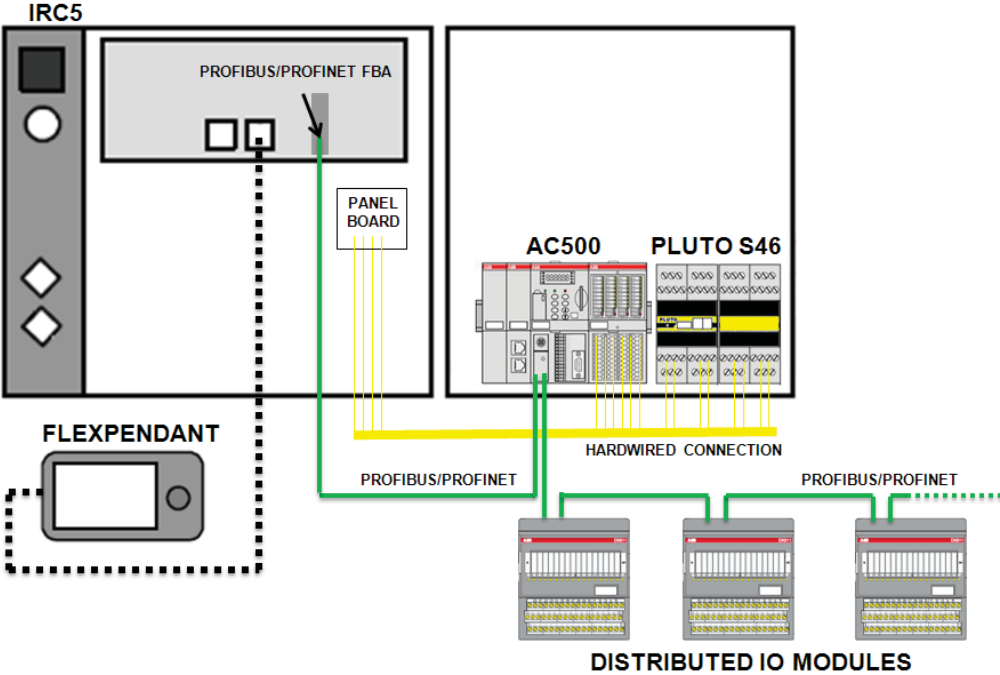 IRC5
PROFIBUS/PROFINET FBA
PANEL
BOARD
AC500
PLUTO S46
PLUTO
FLEXPENDANT
HARDWIRED CONNECTION
PROFIBUS/PROFINET
PROFIBUS/PROFINET
DISTRIBUTED IO MODULES